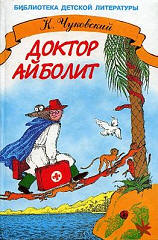 БИБЛИОТЕКА ДЕТСКОЙ ЛИТЕРАТУРЫ
К. Чуковский
ДОКТОР
АЙБОЛИТ